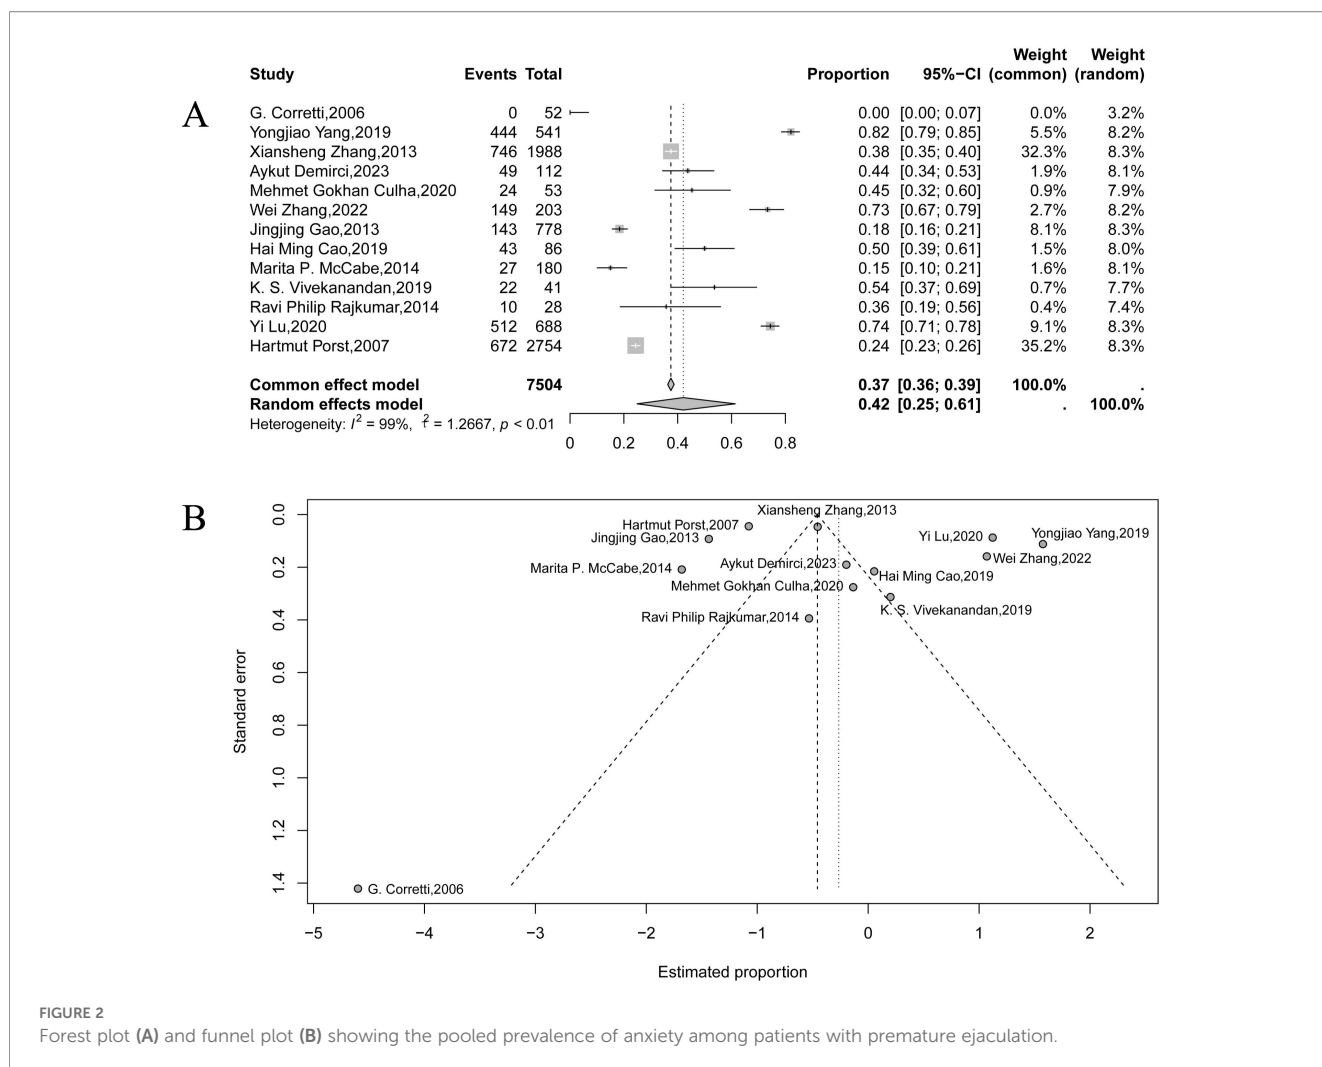 Weight Weight
Study Events Total Proportion 95%−CI (common) (random)
A
G. Corretti,2006 0 52 0.00 [0.00; 0.07] 0.0% 3.2%
Yongjiao Yang,2019 444 541 0.82 [0.79; 0.85] 5.5% 8.2%
Xiansheng Zhang,2013 746 1988 0.38 [0.35; 0.40] 32.3% 8.3%
Aykut Demirci,2023 49 112 0.44 [0.34; 0.53] 1.9% 8.1%
Mehmet Gokhan Culha,2020 24 53 0.45 [0.32; 0.60] 0.9% 7.9%
Wei Zhang,2022 149 203 0.73 [0.67; 0.79] 2.7% 8.2%
Jingjing Gao,2013 143 778 0.18 [0.16; 0.21] 8.1% 8.3%
Hai Ming Cao,2019 43 86 0.50 [0.39; 0.61] 1.5% 8.0%
Marita P. McCabe,2014 27 180 0.15 [0.10; 0.21] 1.6% 8.1%
K. S. Vivekanandan,2019 22 41 0.54 [0.37; 0.69] 0.7% 7.7%
Ravi Philip Rajkumar,2014 10 28 0.36 [0.19; 0.56] 0.4% 7.4%
Yi Lu,2020 512 688 0.74 [0.71; 0.78] 9.1% 8.3%
Hartmut Porst,2007 672 2754 0.24 [0.23; 0.26] 35.2% 8.3%
Common effect model 7504 0.37 [0.36; 0.39] 100.0% .
Random effects model 0.42 [0.25; 0.61] . 100.0%
Heterogeneity: I² = 99%, τ² = 1.2667, p < 0.01
0 0.2 0.4 0.6 0.8
B
Xiansheng Zhang,2013
Hartmut Porst,2007
Jingjing Gao,2013
Yi Lu,2020
Yongjiao Yang,2019
Wei Zhang,2022
Marita P. McCabe,2014
Aykut Demirci,2023
Hai Ming Cao,2019
Mehmet Gokhan Culha,2020
K. S. Vivekanandan,2019
Ravi Philip Rajkumar,2014
G. Corretti,2006
Standard error
0.0
0.2
0.4
0.6
0.8
1.0
1.2
1.4
−5 −4 −3 −2 −1 0 1 2
Estimated proportion
FIGURE 2
Forest plot (A) and funnel plot (B) showing the pooled prevalence of anxiety among patients with premature ejaculation.